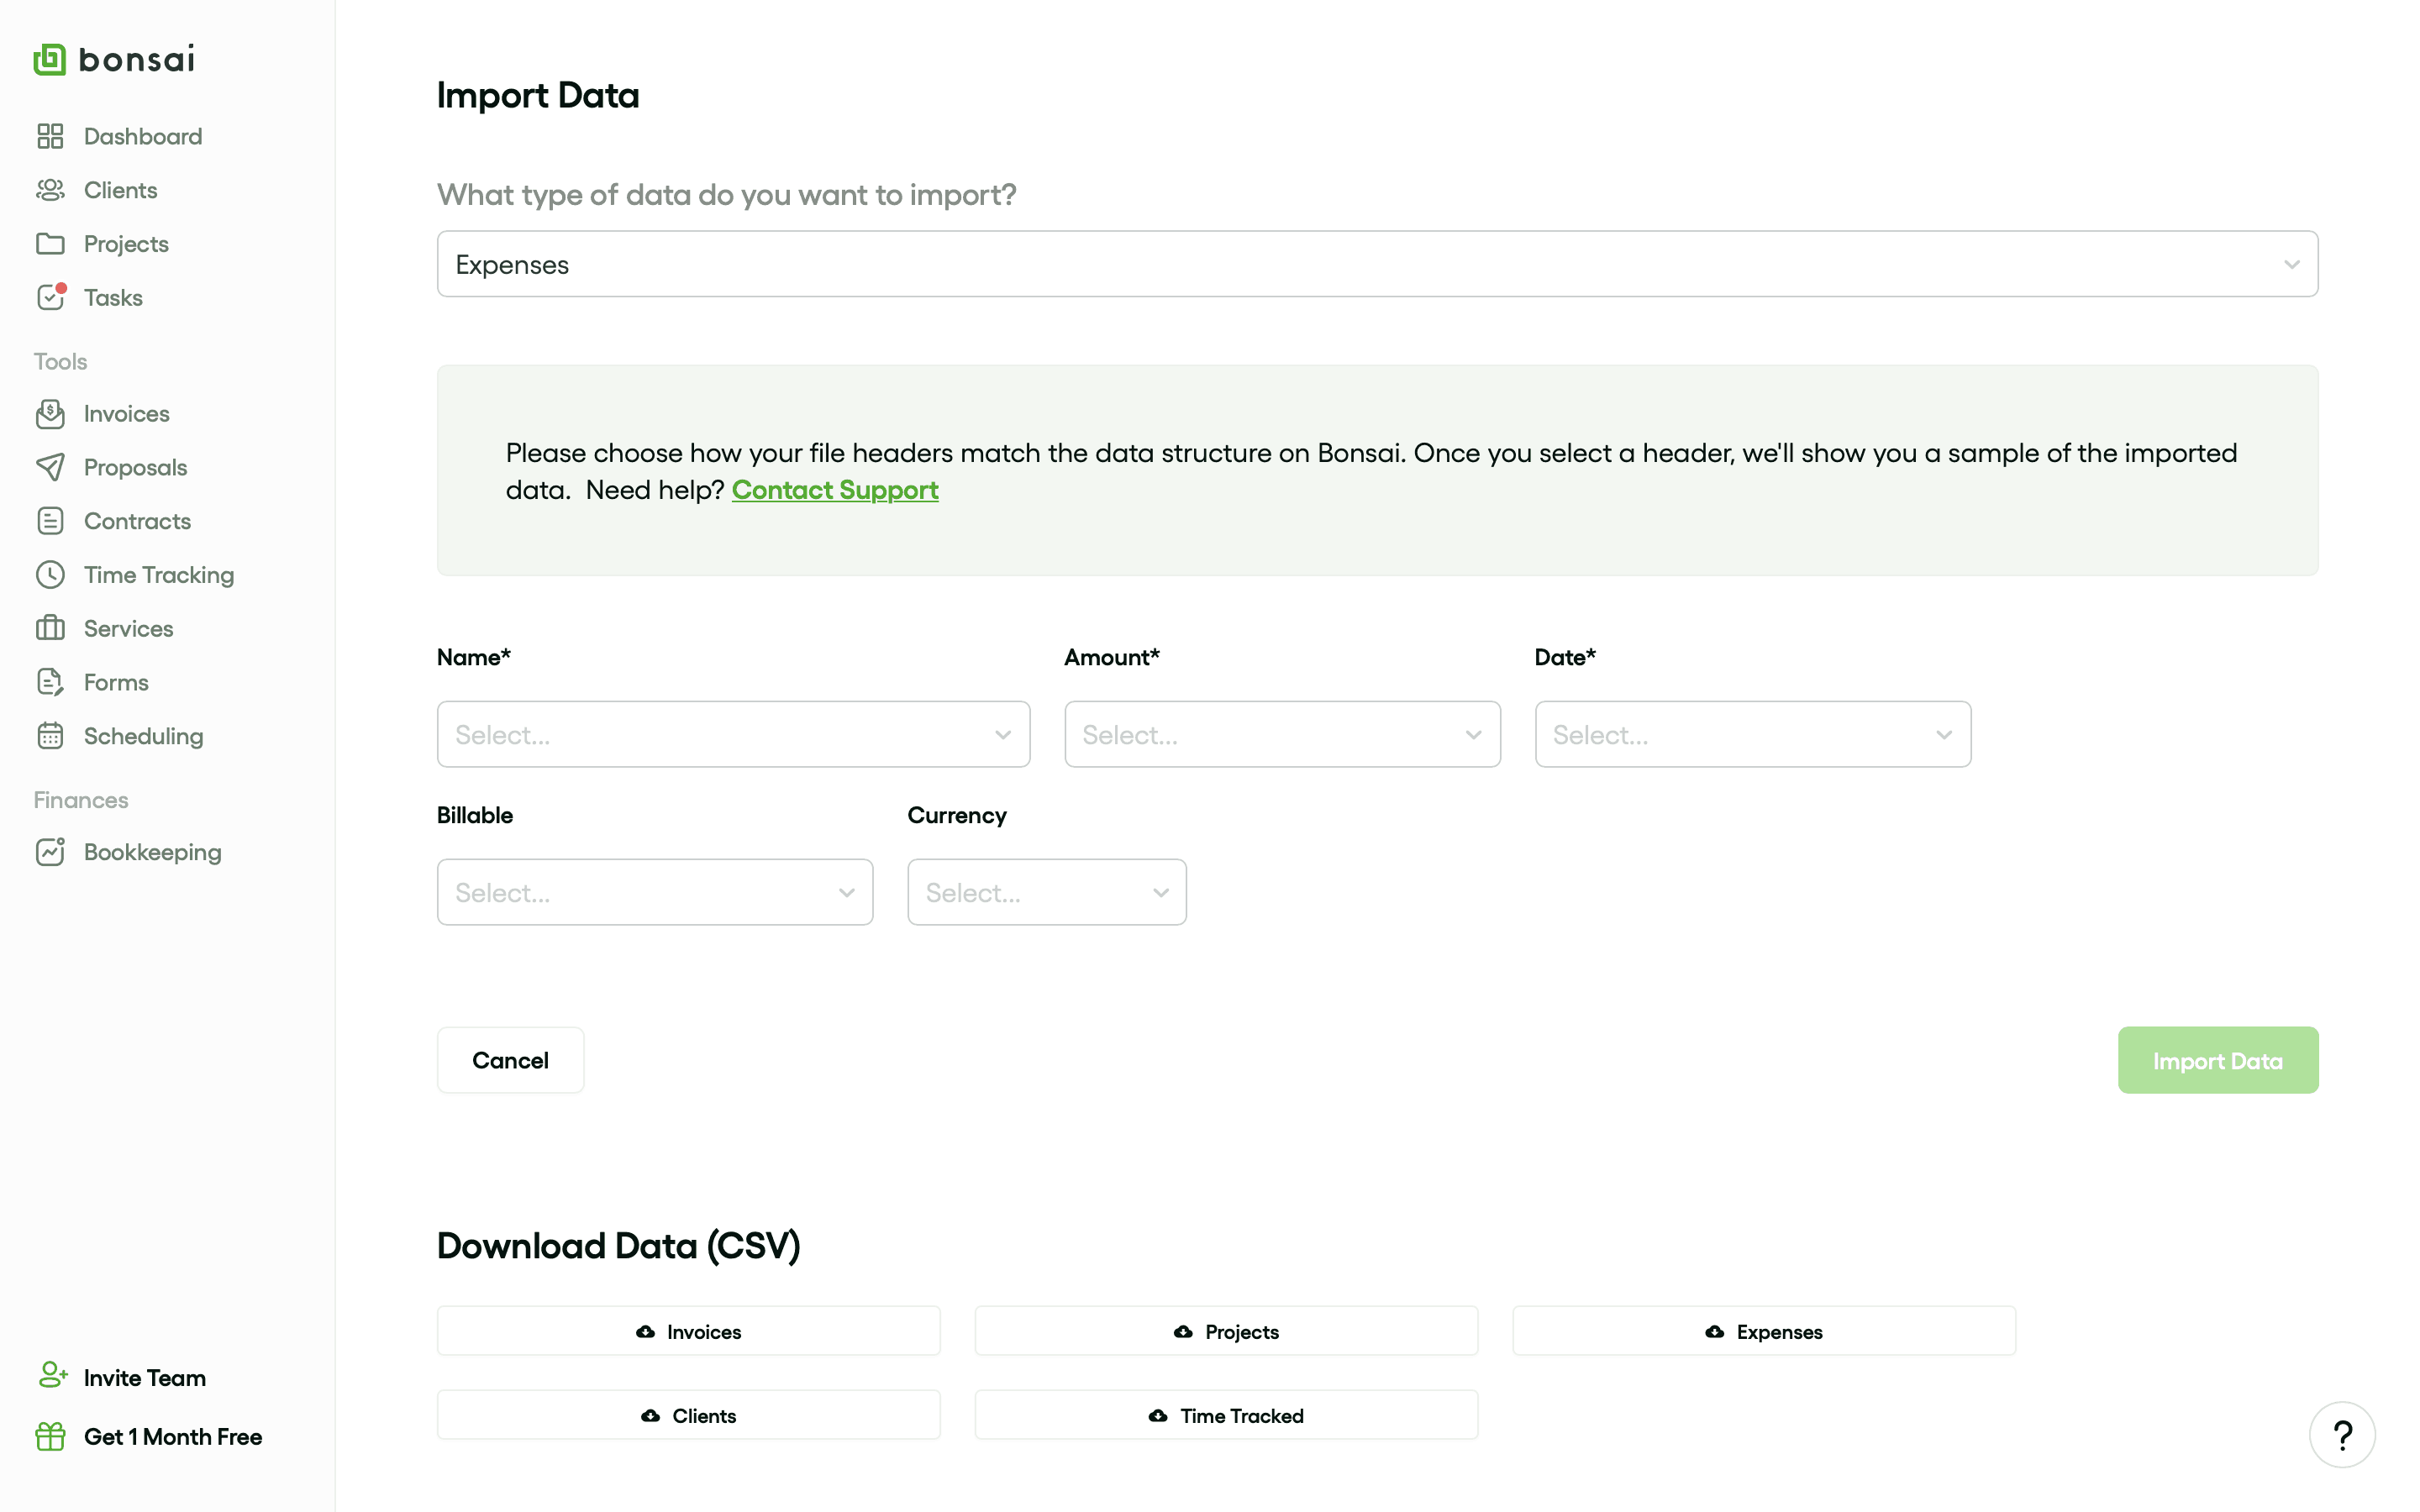 bonsai
Dashboard
Clients
Projects
Tasks
Tools
Invoices
Proposals
Contracts
Time Tracking
Services
Forms
Scheduling
Finances
Bookkeeping
Invite Team
Get 1 Month Free
Import Data
What type of data do you want to import?
Expenses
Please choose how your file headers match the data structure on Bonsai. Once you select a header, we'll show you a sample of the imported
data.  Need help? Contact Support
Name* Amount* Date*
Select... Select... Select...
Billable Currency
Select... Select...
Cancel Import Data
Download Data (CSV)
Invoices Projects Expenses
Clients Time Tracked
?